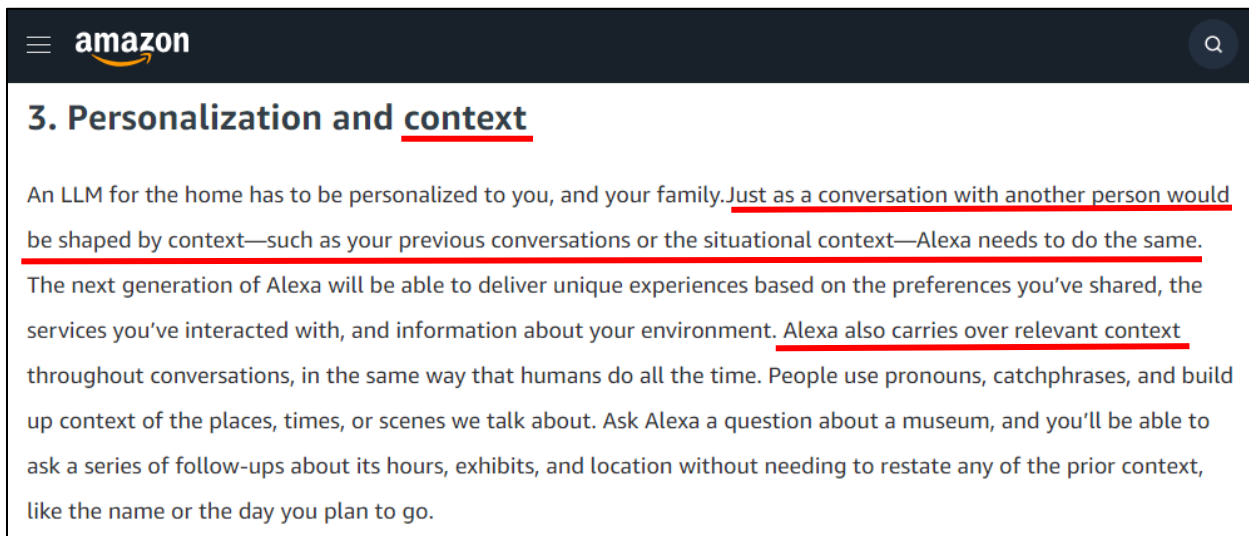 amazon
3. Personalization and context
An LLM for the home has to be personalized to you, and your family.Just as a conversation with another person would
be shaped by context—such as your previous conversations or the situational context—Alexa needs to do the same.
The next generation of Alexa will be able to deliver unique experiences based on the preferences you’ve shared, the
services you’ve interacted with, and information about your environment. Alexa also carries over relevant context
throughout conversations, in the same way that humans do all the time. People use pronouns, catchphrases, and build
up context of the places, times, or scenes we talk about. Ask Alexa a question about a museum, and you’ll be able to
ask a series of follow-ups about its hours, exhibits, and location without needing to restate any of the prior context,
like the name or the day you plan to go.